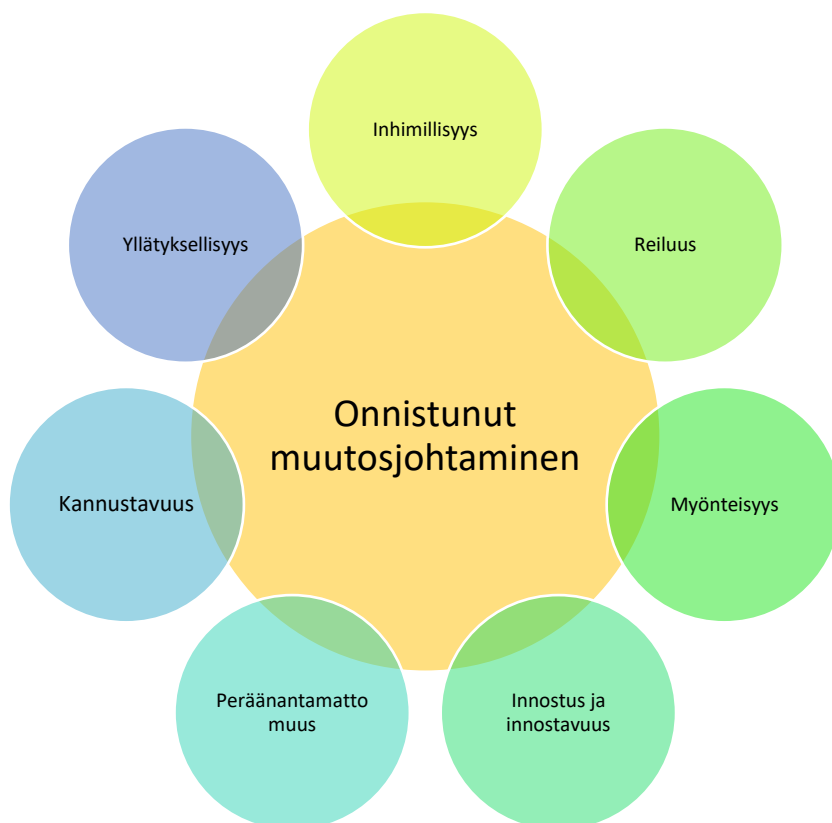 Inhimillisyys
Reiluus
Myönteisyys
Innostus ja
innostavuus
Peräänantamatto
muus
Kannustavuus
Yllätyksellisyys
Onnistunut
muutosjohtaminen